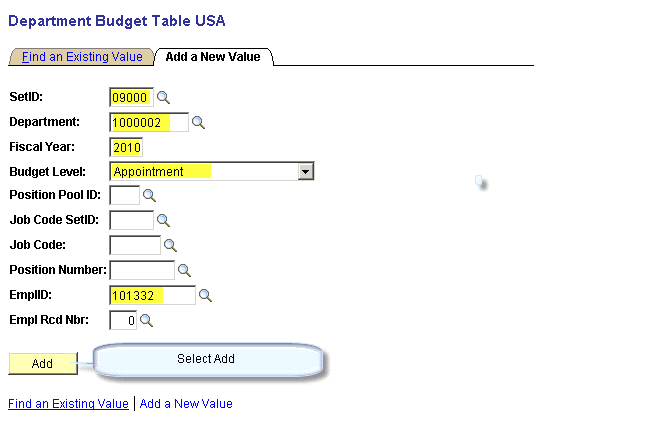 Department Budget Table USA
Find an Existing Value Add a New Value
SetID: 09000
Department: 1000002
Fiscal Year: 2010
Budget Level: Appointment
Position Pool ID:
Job Code SetID:
Job Code:
Position Number:
EmplID: 101332
Empl Rcd Nbr: 0
Add Select Add
Find an Existing Value | Add a New Value